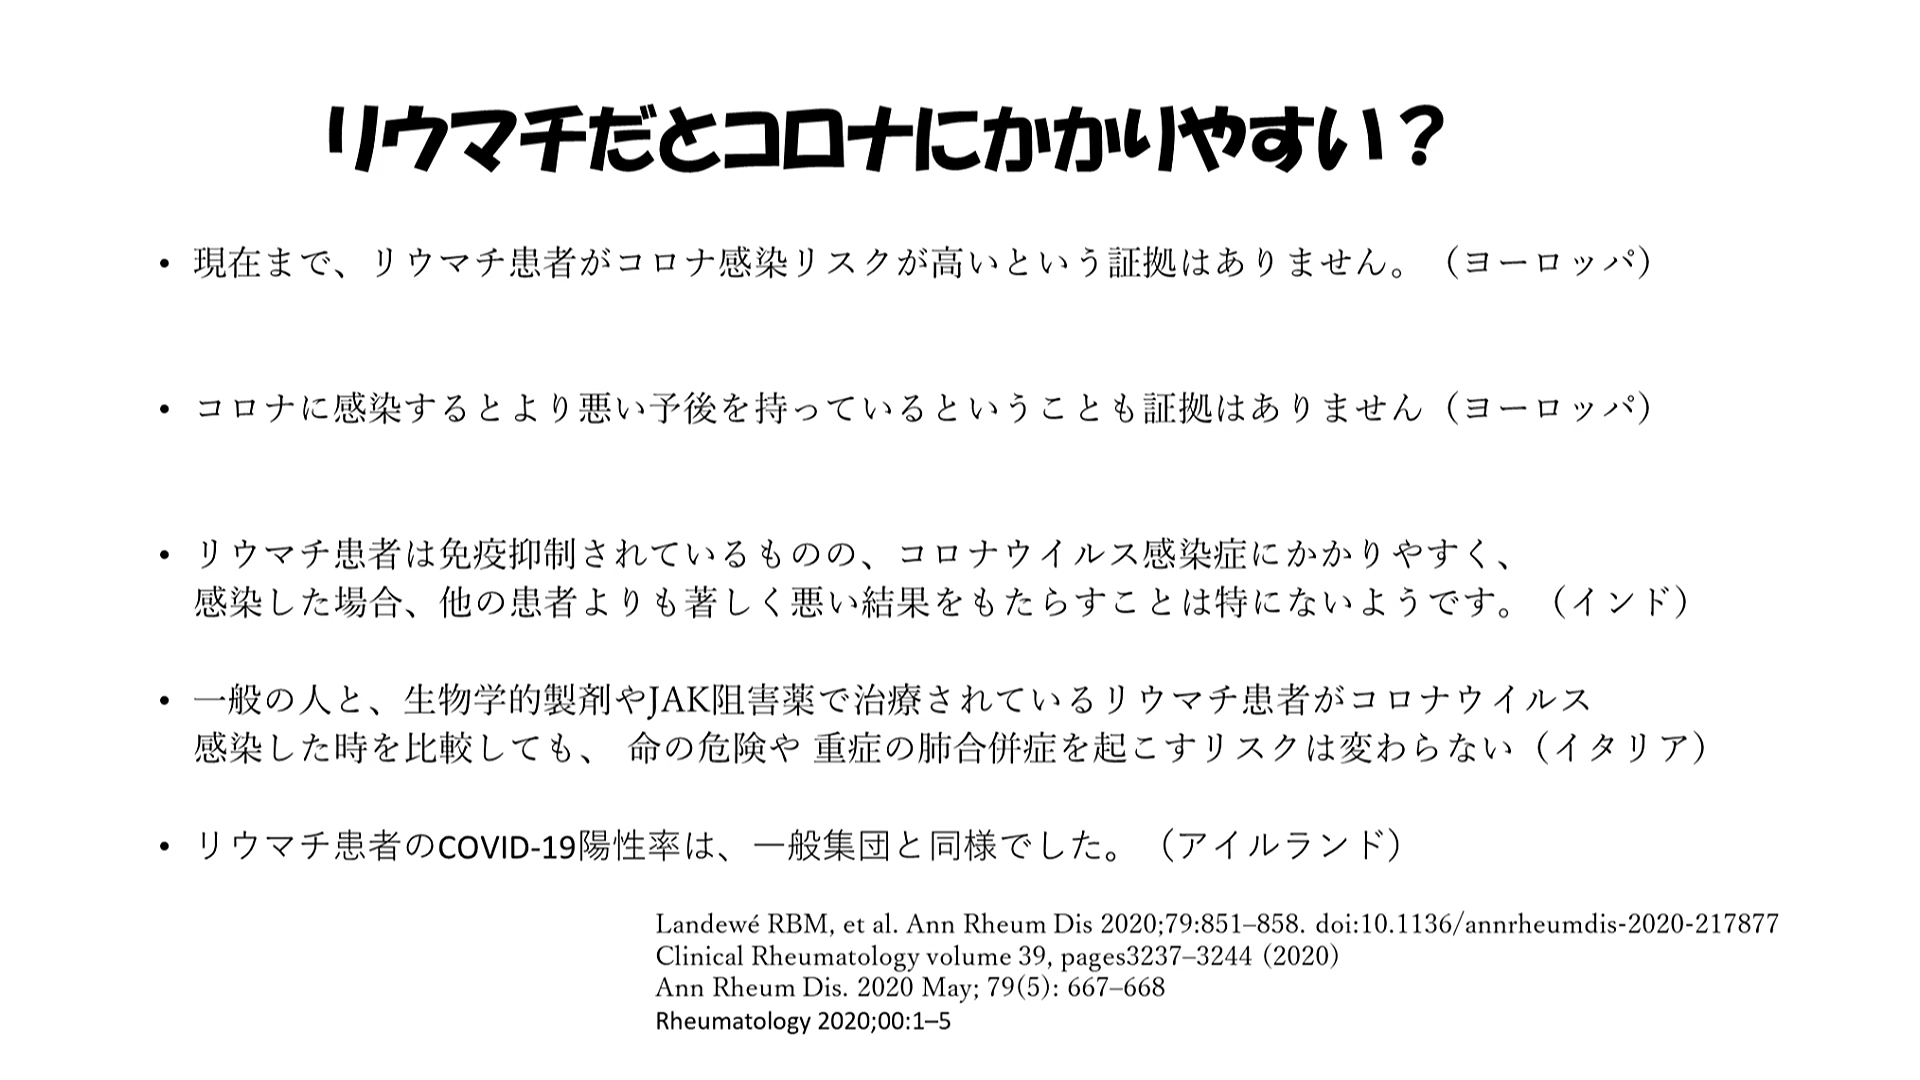 リウマチだとコロナにかかりやすい？
• 現在まで、リウマチ患者がコロナ感染リスクが高いという証拠はありません。（ヨーロッパ）
• コロナに感染するとより悪い予後を持っているということも証拠はありません（ヨーロッパ）
• リウマチ患者は免疫抑制されているものの、コロナウイルス感染症にかかりやすく、
感染した場合、他の患者よりも著しく悪い結果をもたらすことは特にないようです。（インド）
• 一般の人と、生物学的製剤やJAK阻害薬で治療されているリウマチ患者がコロナウイルス
感染した時を比較しても、 命の危険や 重症の肺合併症を起こすリスクは変わらない（イタリア）
• リウマチ患者のCOVID-19陽性率は、一般集団と同様でした。（アイルランド）
Landewé RBM, et al. Ann Rheum Dis 2020;79:851–858. doi:10.1136/annrheumdis-2020-217877
Clinical Rheumatology volume 39, pages3237–3244 (2020)
Ann Rheum Dis. 2020 May; 79(5): 667–668
Rheumatology 2020;00:1–5